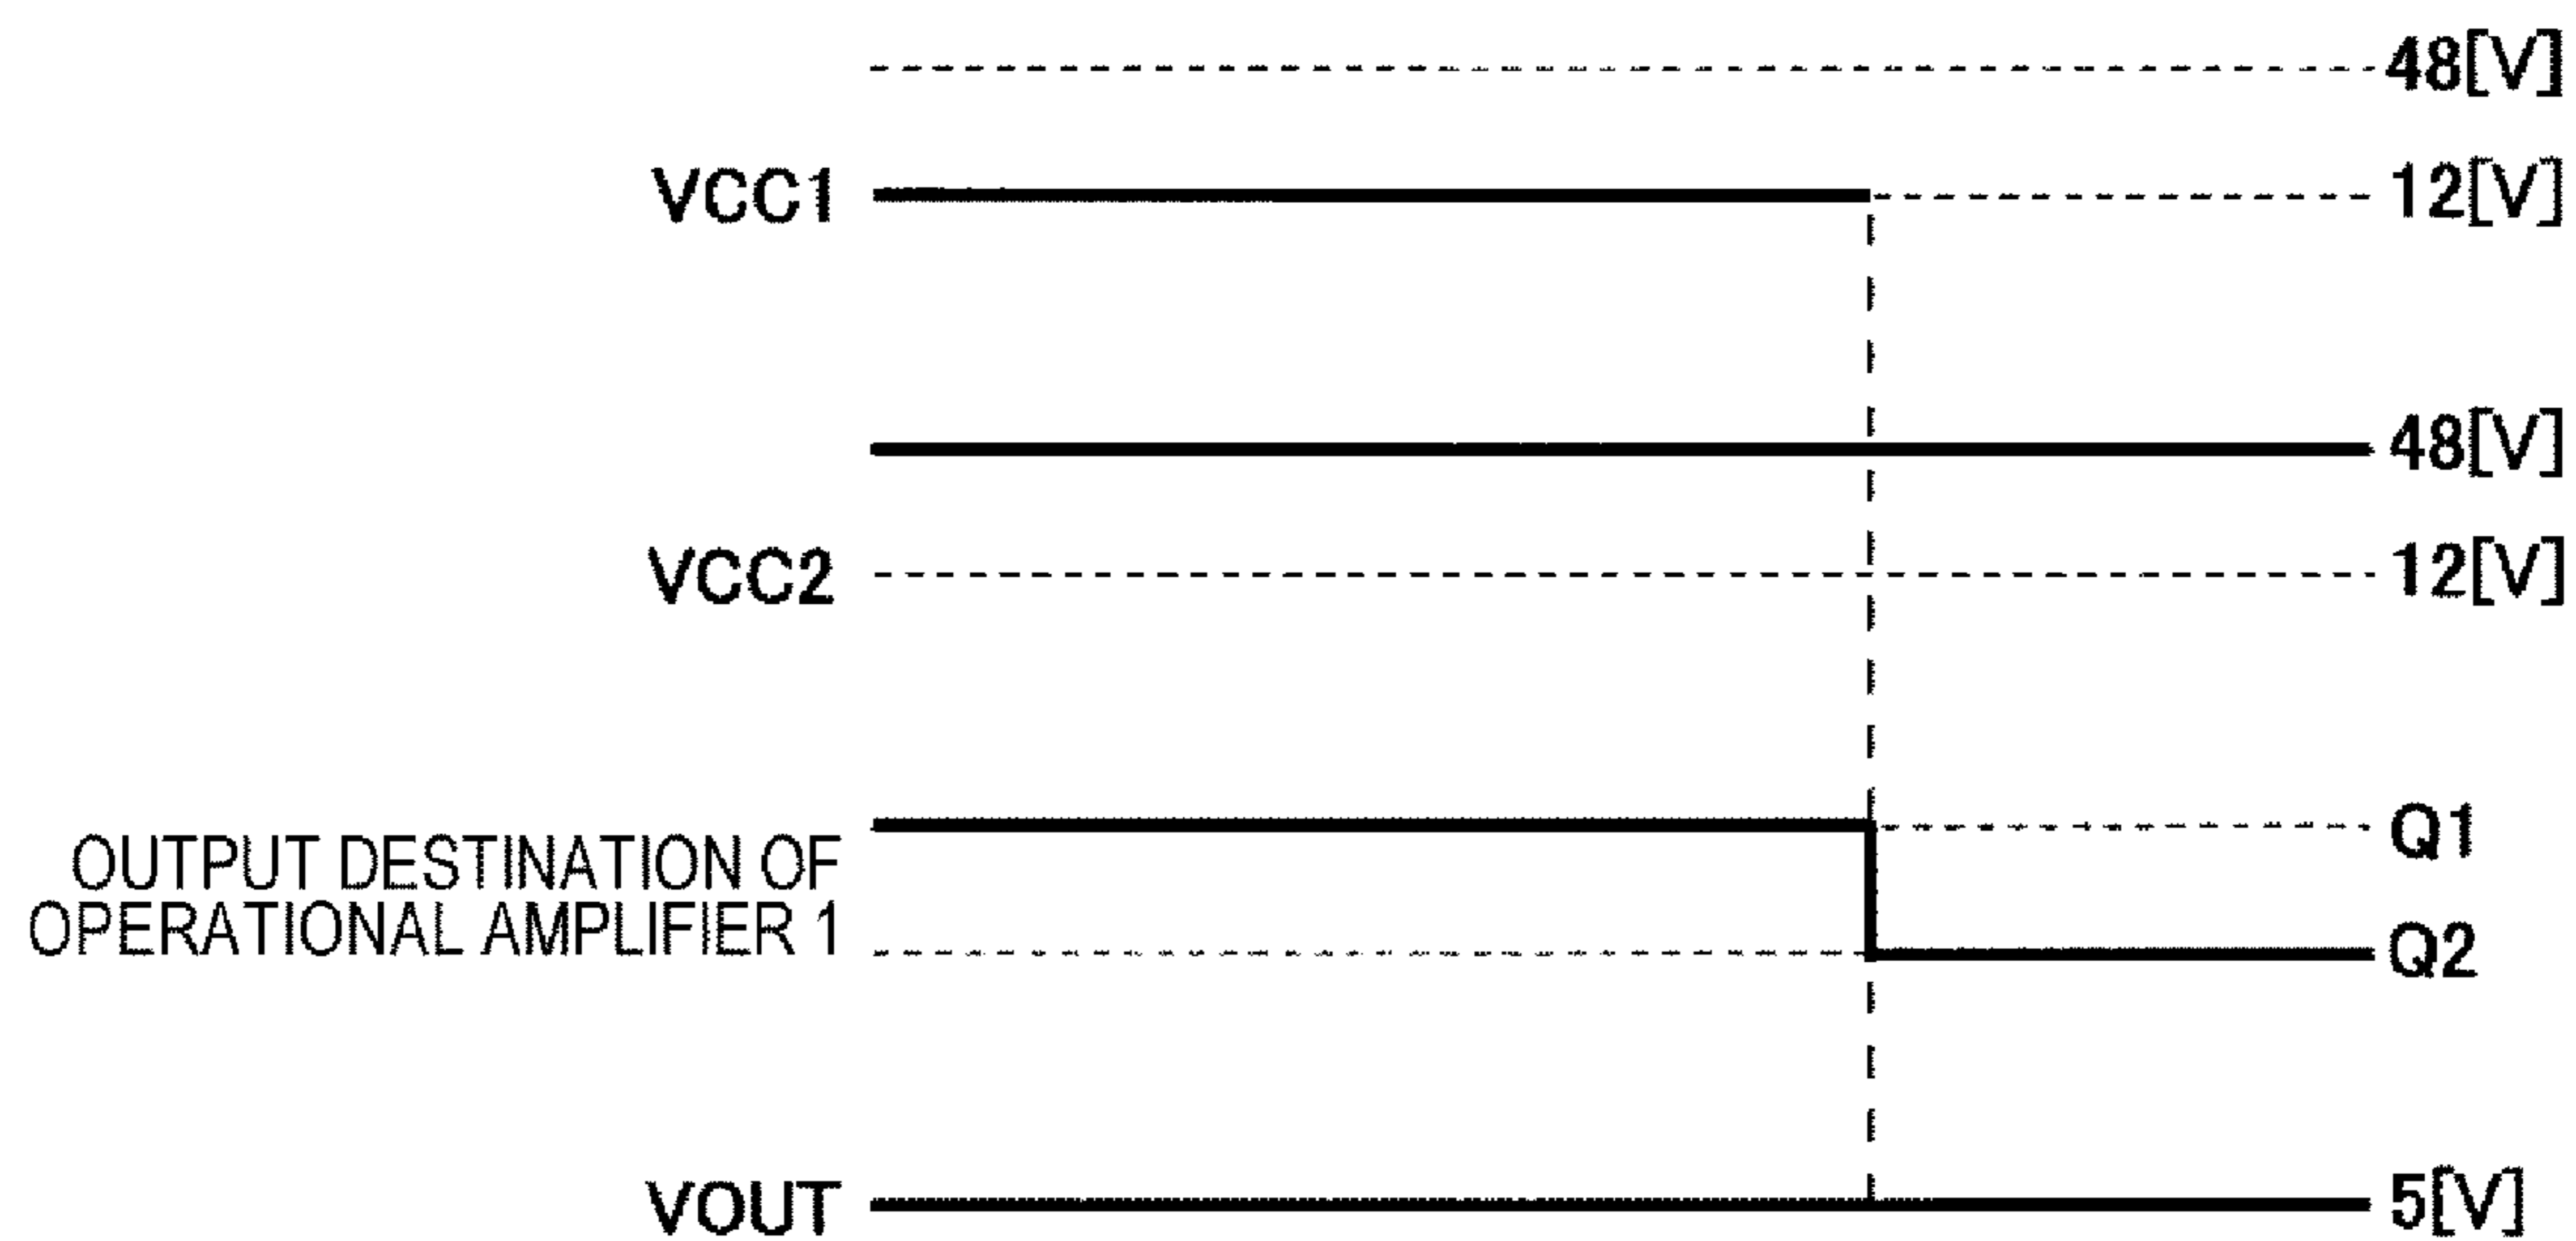 48[V]
VCC1
12[V]
48[V]
VCC2
12[V]
Q1
OUTPUT DESTINATION OF
OPERATIONAL AMPLIFIER 1
Q2
VOUT
5[V]